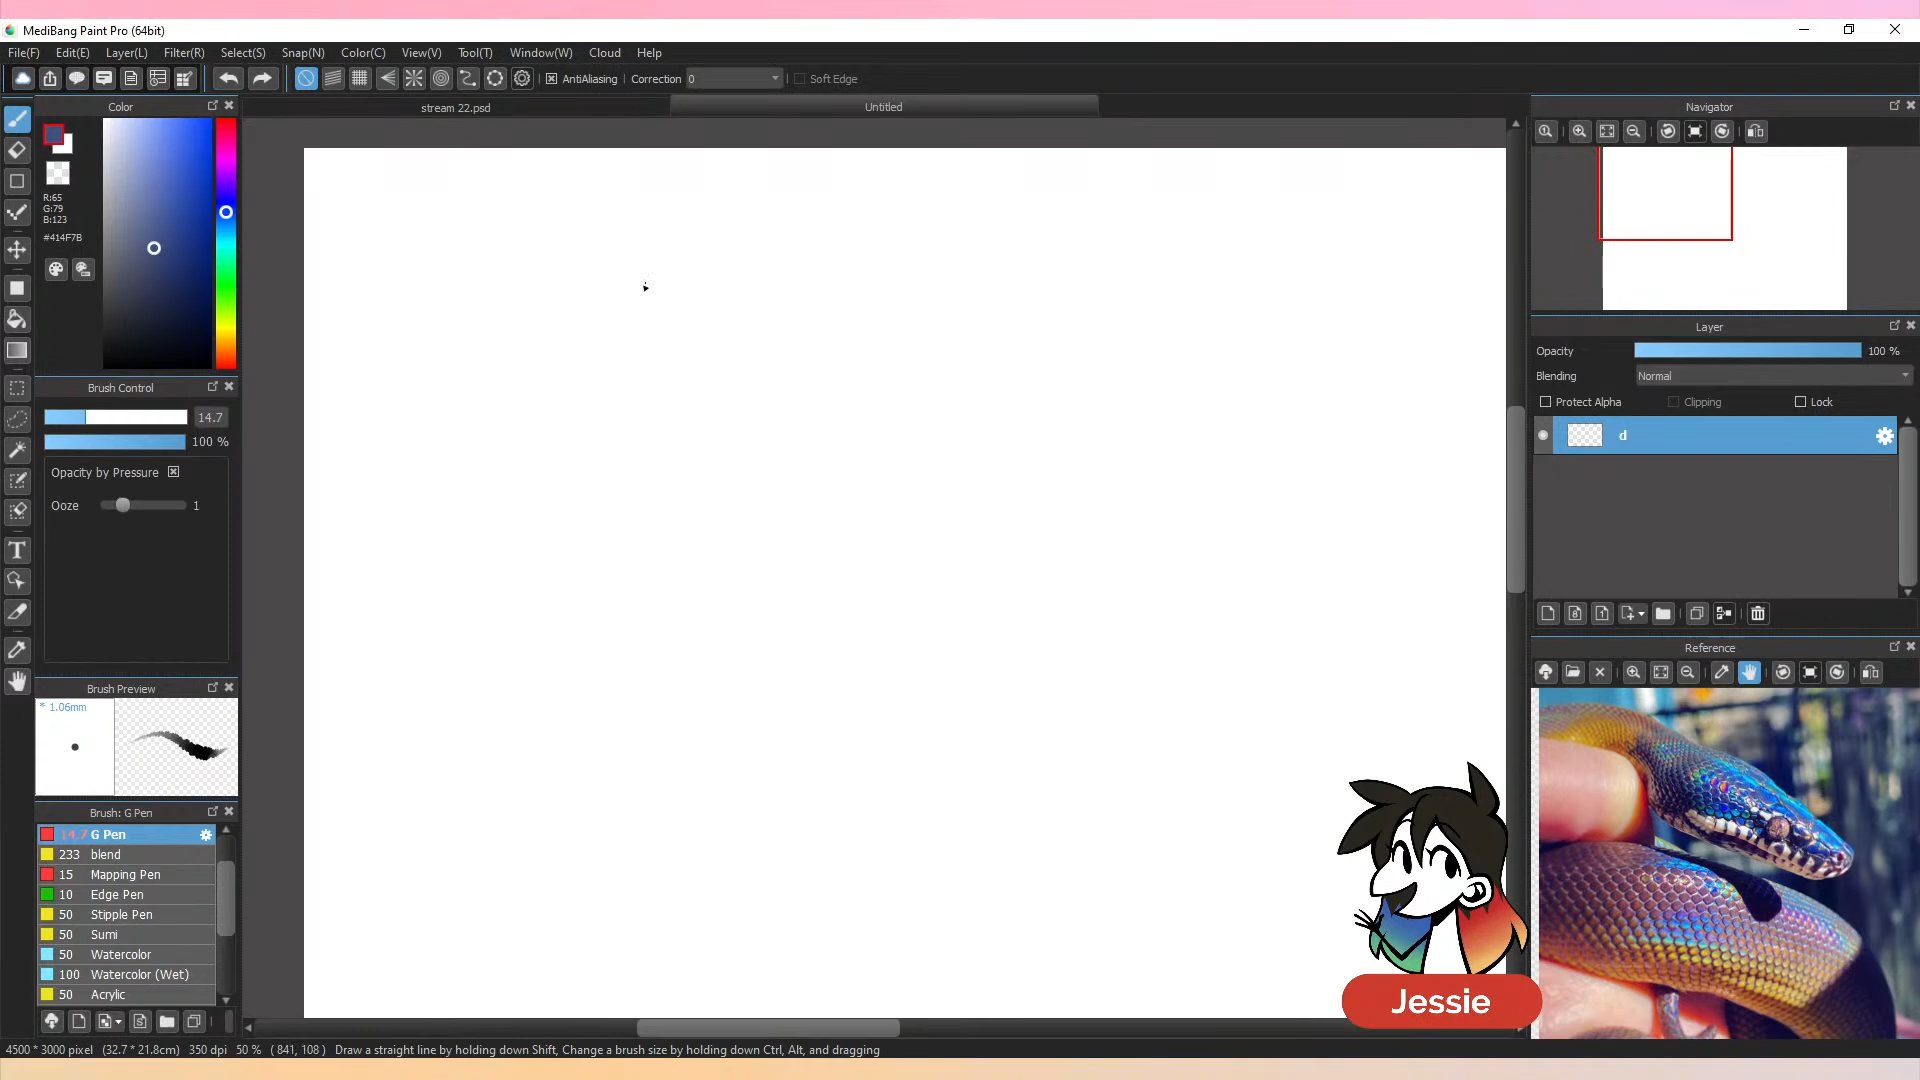 MediBang Paint Pro (64bit)
File(F) Edit(E) Layer(L) Filter(R) Select(S) Snap(N) Color(C) View(V) Tool(T) Window(W) Cloud Help
AntiAliasing Correction 0 Soft Edge
Color
stream 22.psd
Untitled
Navigator
R:65
G:79
B:123
#414F7B
Layer
Opacity 100 %
Blending Normal
Protect Alpha Clipping Lock
d
Brush Control
14.7
100 %
Opacity by Pressure
Ooze 1
Reference
Brush Preview
* 1.06mm
Brush: G Pen
14.7 G Pen
233 blend
15 Mapping Pen
10 Edge Pen
50 Stipple Pen
50 Sumi
50 Watercolor
100 Watercolor (Wet)
50 Acrylic
Jessie
4500 * 3000 pixel (32.7 * 21.8cm) 350 dpi 50 % ( 841, 108 ) Draw a straight line by holding down Shift, Change a brush size by holding down Ctrl, Alt, and dragging